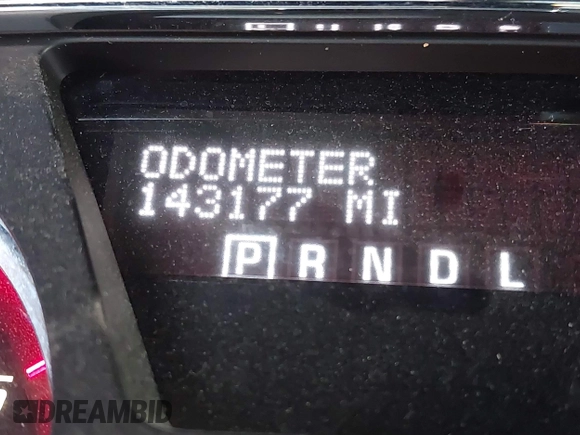 ODOMETER
143177 MI
P R N D L
DREAMBID